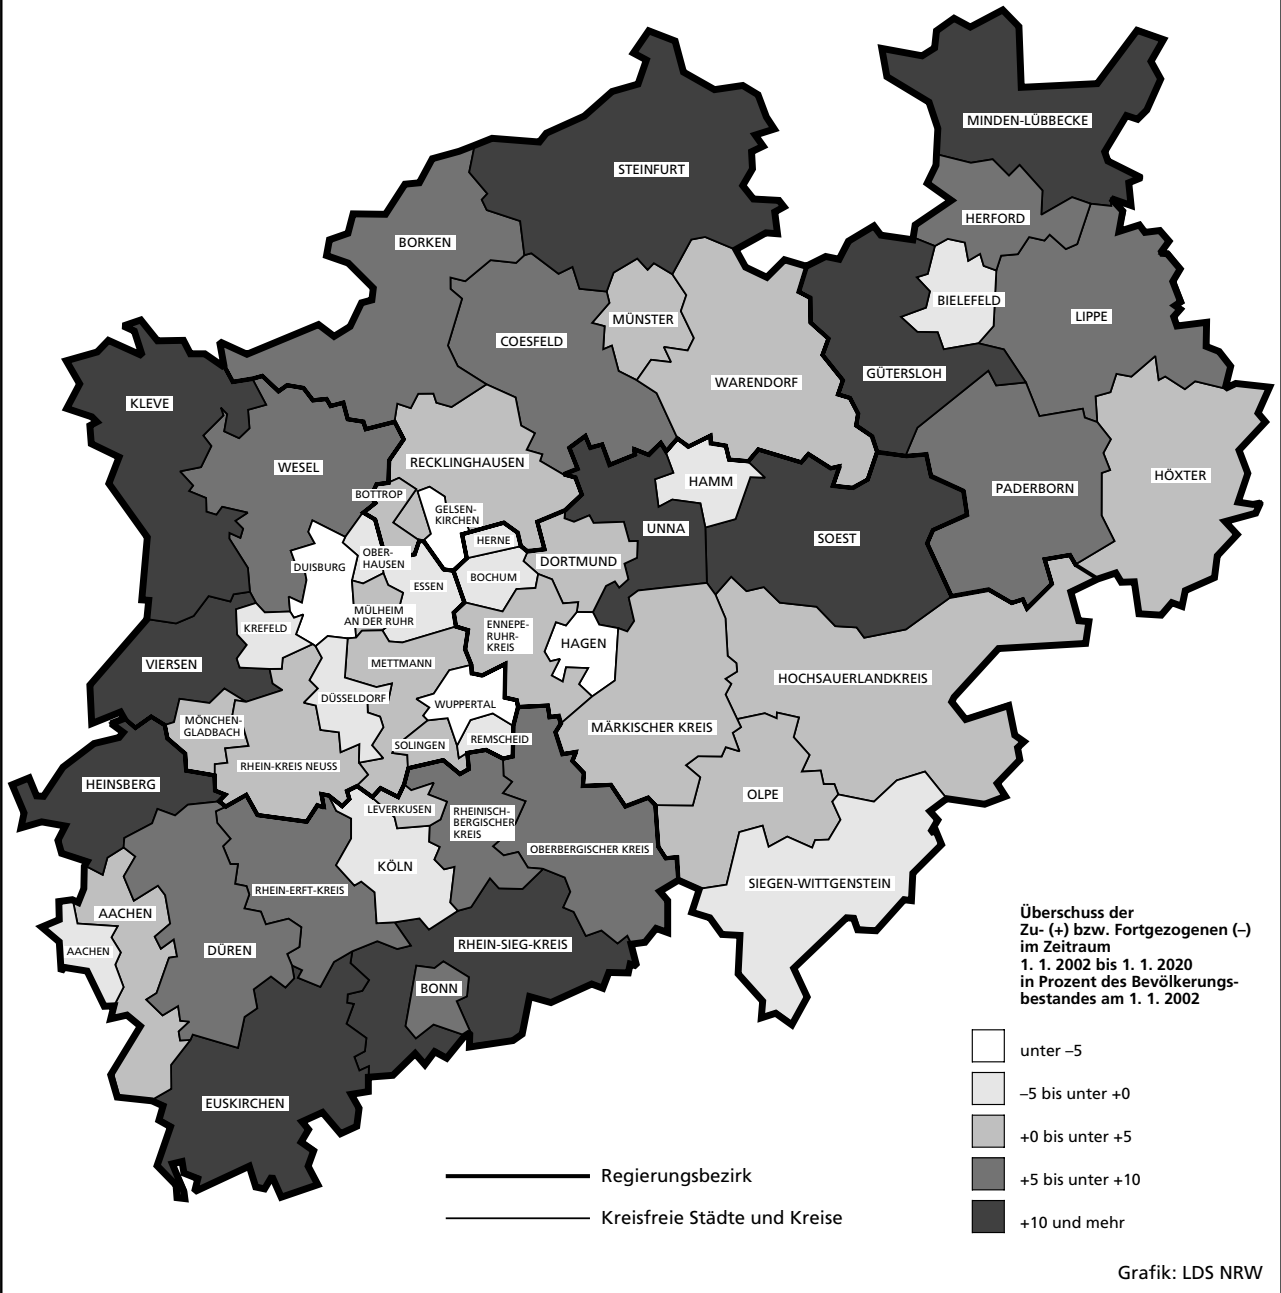 MINDEN-LÜBBECKE
STEINFURT
HERFORD
BORKEN
BIELEFELD
LIPPE
MÜNSTER
COESFELD
GÜTERSLOH
WARENDORF
KLEVE
RECKLINGHAUSEN
WESEL
HÖXTER
HAMM
PADERBORN
BOTTROP
GELSEN-
KIRCHEN
UNNA
SOEST
HERNE
OBER-
HAUSEN
DORTMUND
DUISBURG
BOCHUM
ESSEN
MÜLHEIM
AN DER RUHR
KREFELD
ENNEPE-
RUHR-
KREIS
HAGEN
VIERSEN
METTMANN
HOCHSAUERLANDKREIS
DÜSSELDORF
WUPPERTAL
MÖNCHEN-
GLADBACH
MÄRKISCHER KREIS
REMSCHEID
SOLINGEN
RHEIN-KREIS NEUSS
HEINSBERG
OLPE
LEVERKUSEN
RHEINISCH-
BERGISCHER
KREIS
OBERBERGISCHER KREIS
KÖLN
SIEGEN-WITTGENSTEIN
RHEIN-ERFT-KREIS
AACHEN
RHEIN-SIEG-KREIS
AACHEN
DÜREN
BONN
EUSKIRCHEN
Überschuss der
Zu- (+) bzw. Fortgezogenen (–)
im Zeitraum
1. 1. 2002 bis 1. 1. 2020
in Prozent des Bevölkerungs-
bestandes am 1. 1. 2002
unter –5
–5 bis unter +0
+0 bis unter +5
+5 bis unter +10
+10 und mehr
Regierungsbezirk
Kreisfreie Städte und Kreise
Grafik: LDS NRW